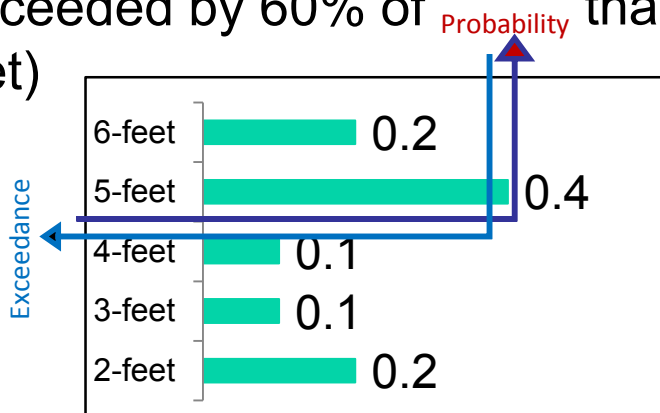 ceeded by 60% of Probability tha
et)
6-feet 0.2
5-feet 0.4
Exceedance
4-feet 0.1
3-feet 0.1
2-feet 0.2